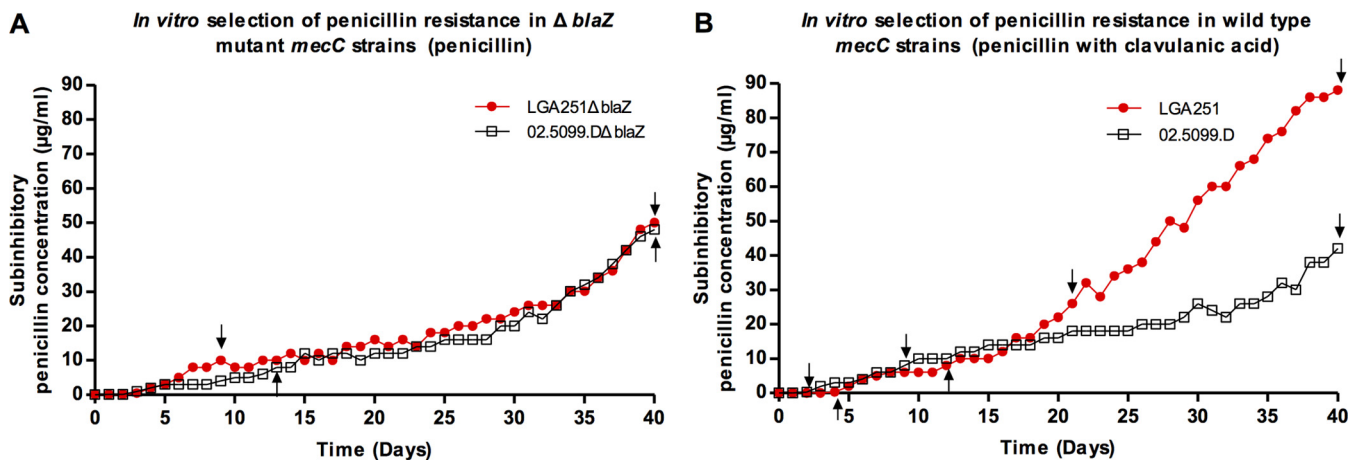 A
In vitro selection of penicillin resistance in Δ blaZ
mutant mecC strains (penicillin)
Subinhibitory
penicillin concentration (µg/ml)
90
80
70
60
50
40
30
20
10
0
LGA251Δ blaZ
02.5099.DΔ blaZ
0 5 10 15 20 25 30 35 40
Time (Days)
B
In vitro selection of penicillin resistance in wild type
mecC strains (penicillin with clavulanic acid)
Subinhibitory
penicillin concentration (µg/ml)
90
80
70
60
50
40
30
20
10
0
LGA251
02.5099.D
0 5 10 15 20 25 30 35 40
Time (Days)